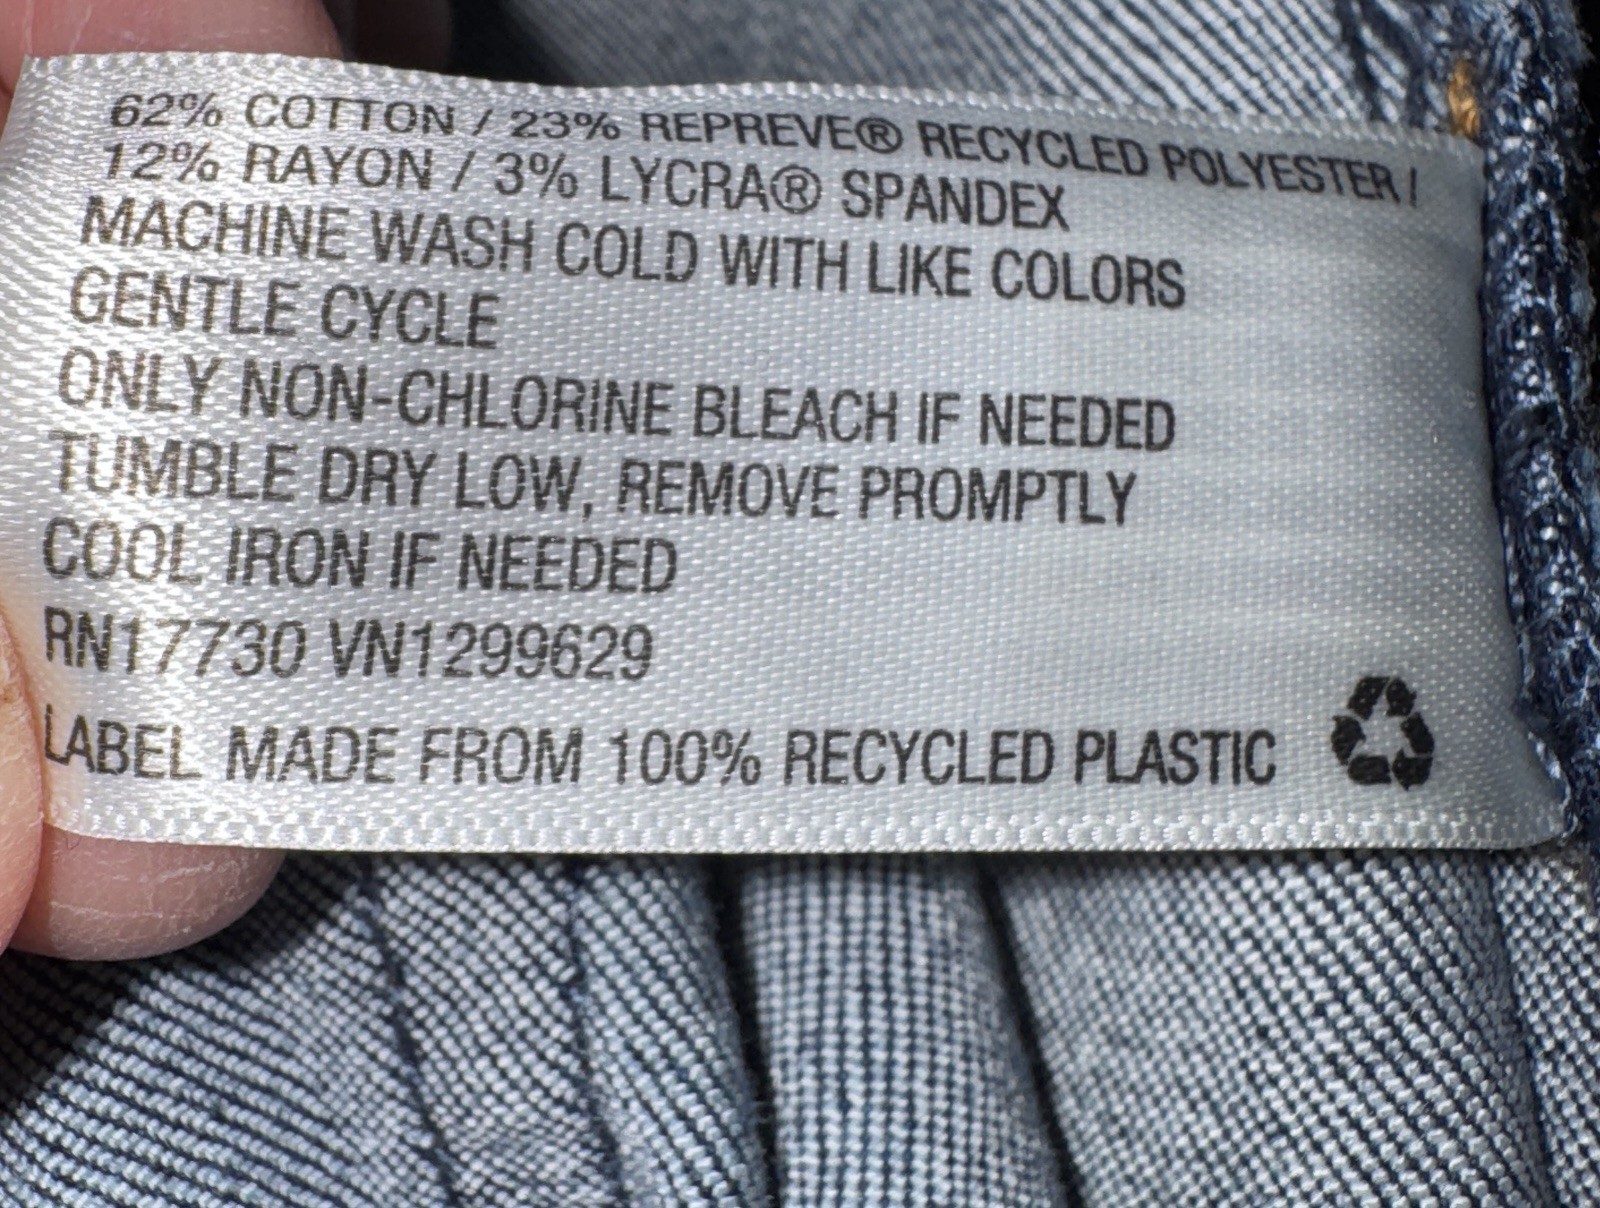 62% COTTON / 23% REPREVE® RECYCLED POLYESTER /
12% RAYON / 3% LYCRA® SPANDEX
MACHINE WASH COLD WITH LIKE COLORS
GENTLE CYCLE
ONLY NON-CHLORINE BLEACH IF NEEDED
TUMBLE DRY LOW, REMOVE PROMPTLY
COOL IRON IF NEEDED
RN17730 VN1299629
LABEL MADE FROM 100% RECYCLED PLASTIC